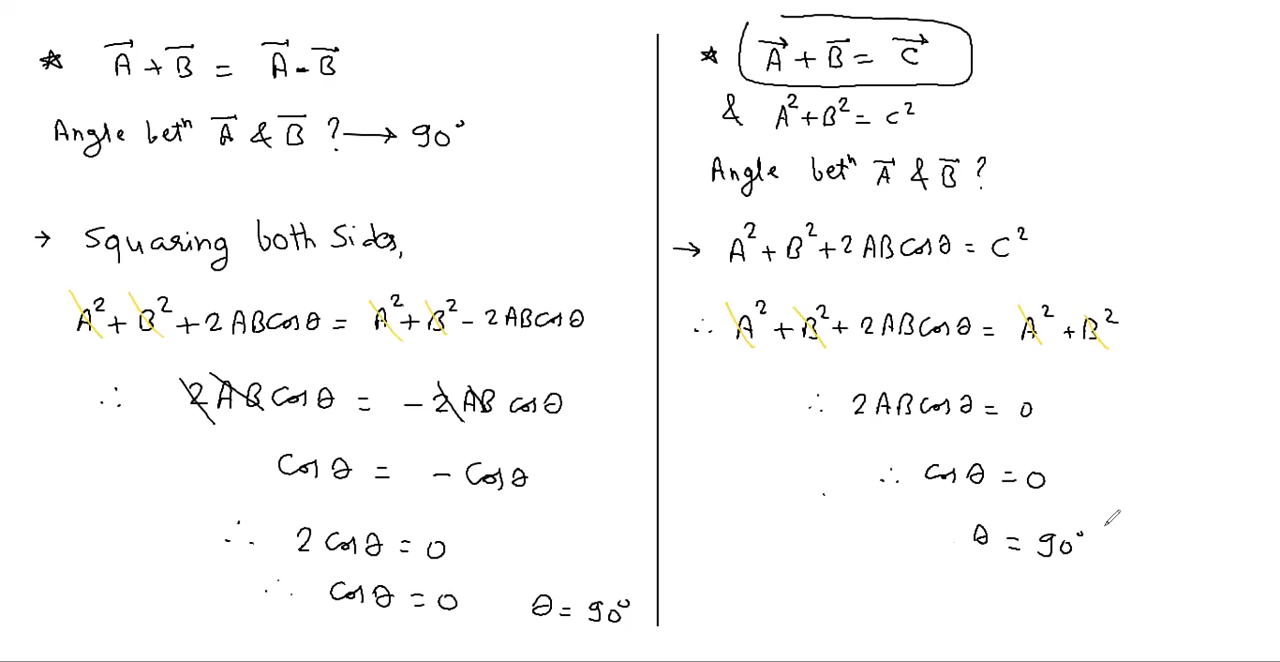 * A⃗ + B⃗ = A⃗ - B⃗
Angle betⁿ A⃗ & B⃗ ? → 90°
→ Squaring both Sides,
A² + B² + 2ABCosθ = A² + B² - 2ABCosθ
∴ 2ABCosθ = - 2ABcosθ
Cosθ = - Cosθ
∴ 2Cosθ = 0
∴ Cosθ = 0 θ = 90°
* A⃗ + B⃗ = C⃗
& A² + B² = C²
Angle betⁿ A⃗ & B⃗ ?
→ A² + B² + 2ABCosθ = C²
∴ A² + B² + 2ABCosθ = A² + B²
∴ 2ABCosθ = 0
∴ Cosθ = 0
θ = 90°